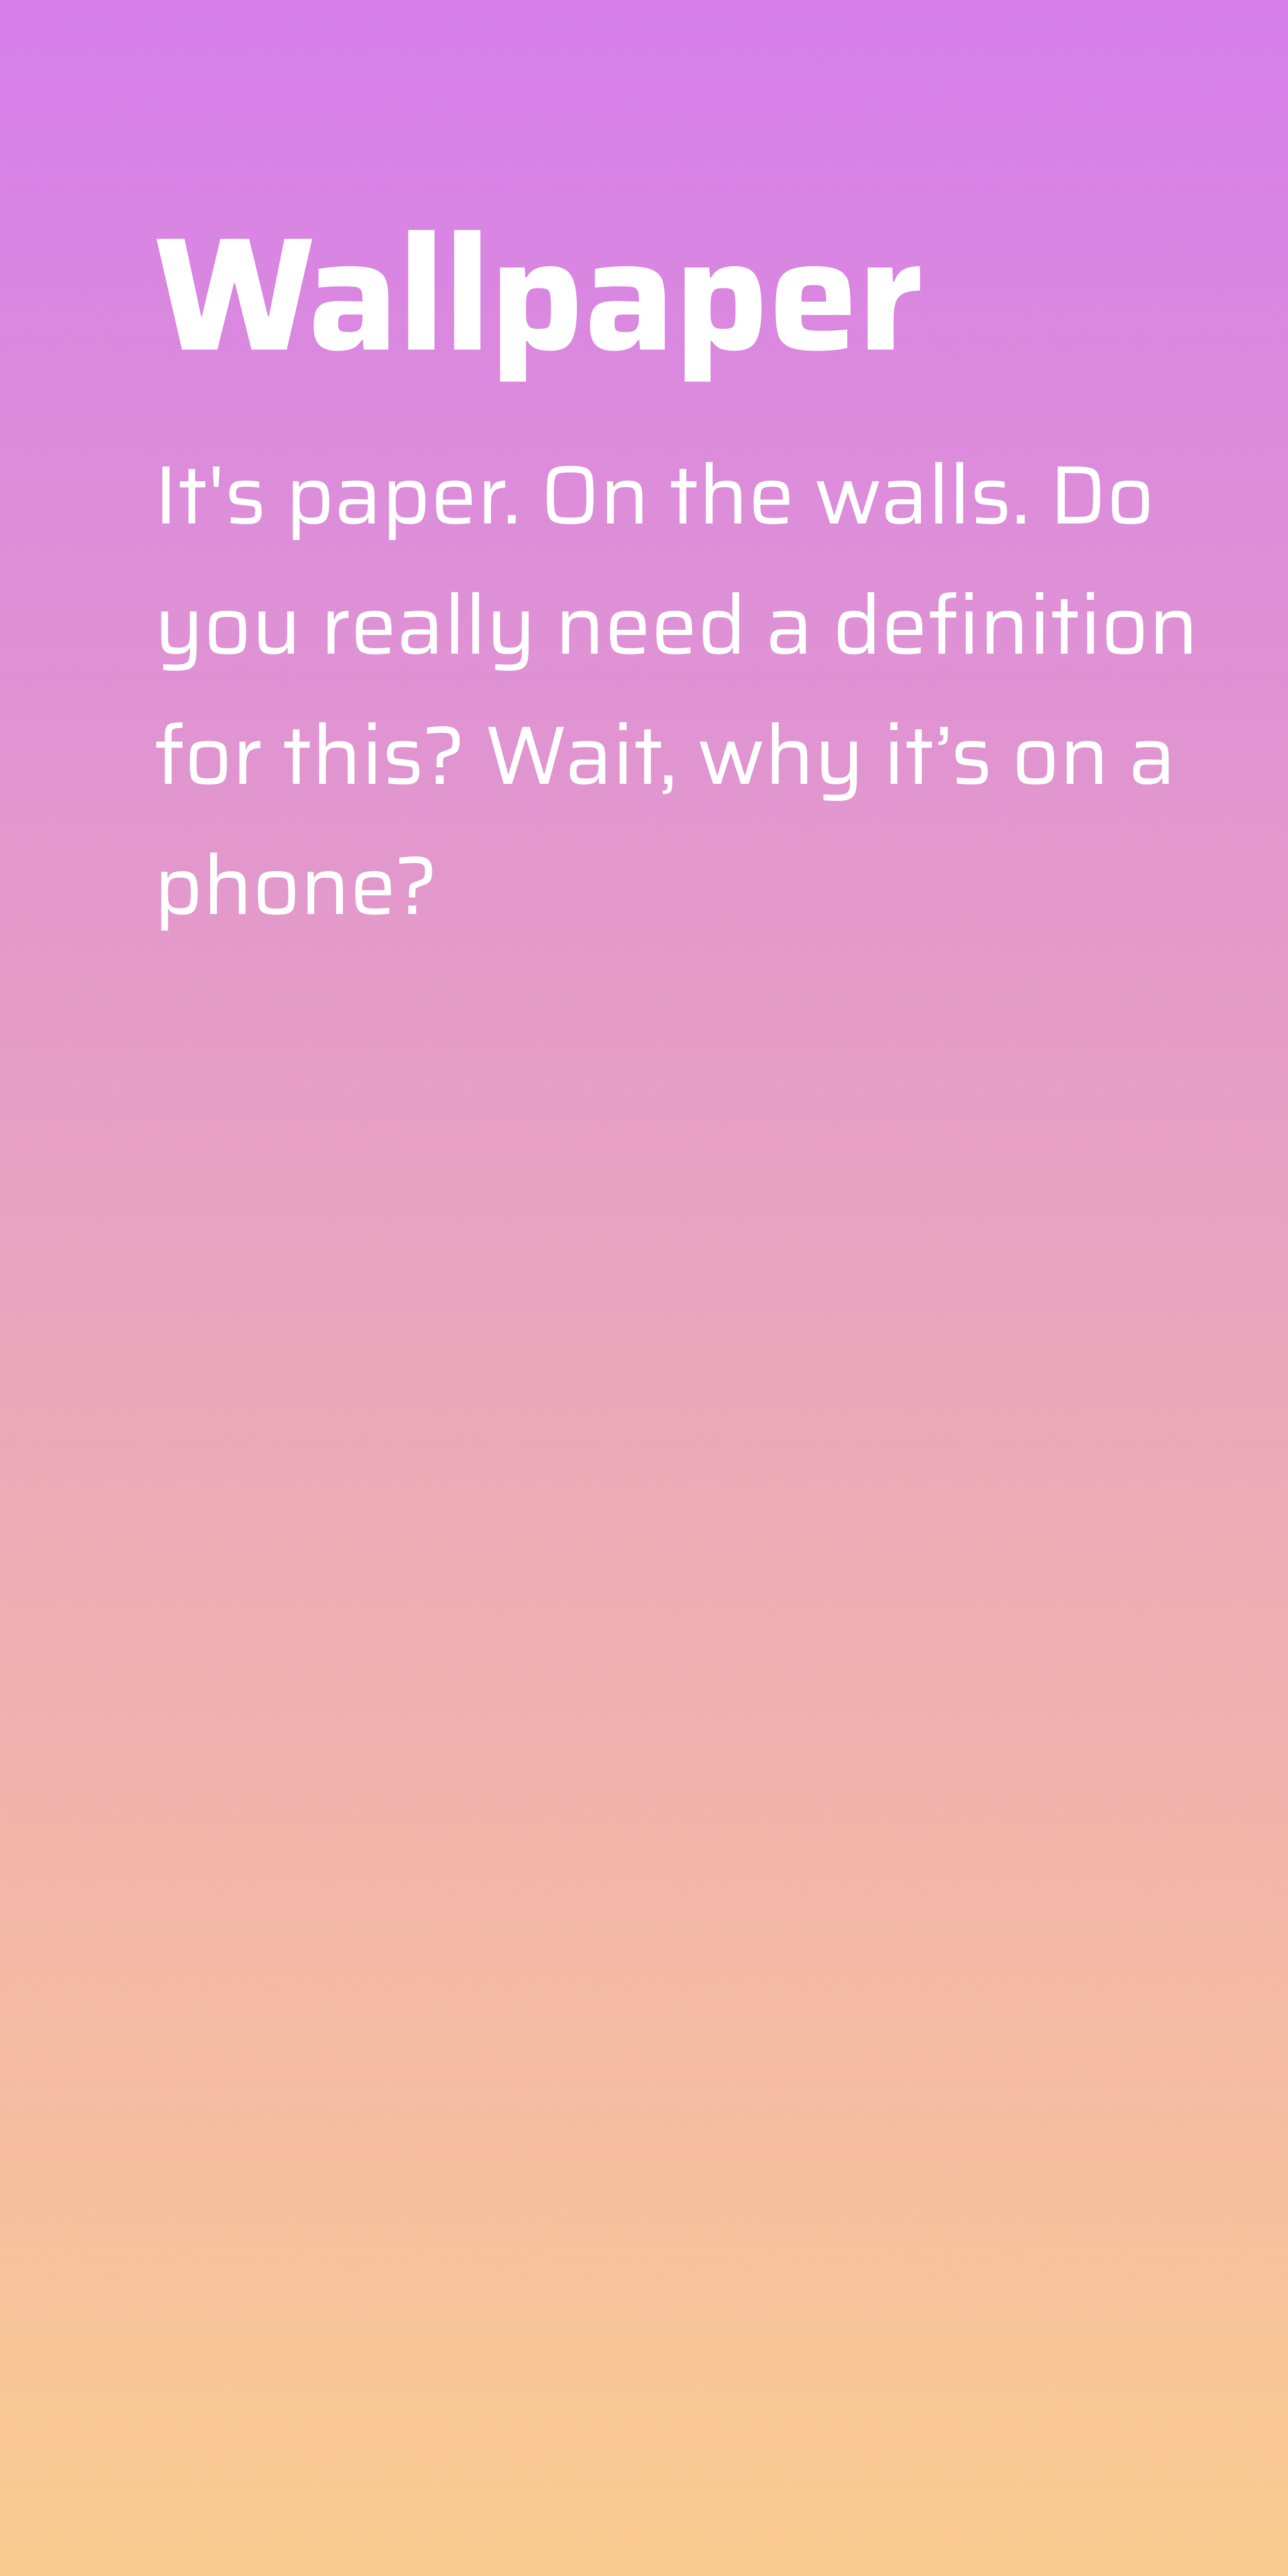 Wallpaper
It's paper. On the walls. Do
you really need a definition
for this? Wait, why it’s on a
phone?